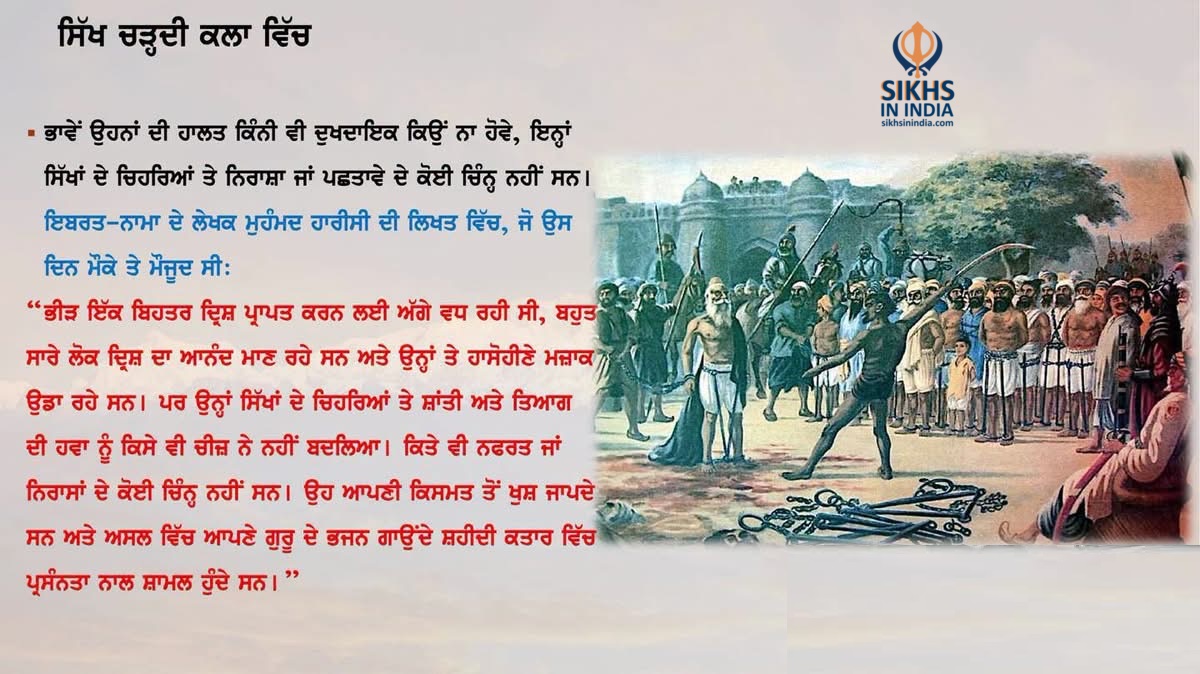 ਸਿੱਖ ਚੜ੍ਹਦੀ ਕਲਾ ਵਿੱਚ
SIKHS
IN INDIA
sikhsinindia.com
▪ ਭਾਵੇਂ ਉਹਨਾਂ ਦੀ ਹਾਲਤ ਕਿੰਨੀ ਵੀ ਦੁਖਦਾਇਕ ਕਿਉਂ ਨਾ ਹੋਵੇ, ਇਨ੍ਹਾਂ
ਸਿੱਖਾਂ ਦੇ ਚਿਹਰਿਆਂ ਤੇ ਨਿਰਾਸ਼ਾ ਜਾਂ ਪਛਤਾਵੇ ਦੇ ਕੋਈ ਚਿੰਨ੍ਹ ਨਹੀਂ ਸਨ।
ਇਬਰਤ-ਨਾਮਾ ਦੇ ਲੇਖਕ ਮੁਹੰਮਦ ਹਾਰੀਸੀ ਦੀ ਲਿਖਤ ਵਿੱਚ, ਜੋ ਉਸ
ਦਿਨ ਮੌਕੇ ਤੇ ਮੌਜੂਦ ਸੀ:
“ਭੀੜ ਇੱਕ ਬਿਹਤਰ ਦ੍ਰਿਸ਼ ਪ੍ਰਾਪਤ ਕਰਨ ਲਈ ਅੱਗੇ ਵਧ ਰਹੀ ਸੀ, ਬਹੁਤ
ਸਾਰੇ ਲੋਕ ਦ੍ਰਿਸ਼ ਦਾ ਆਨੰਦ ਮਾਣ ਰਹੇ ਸਨ ਅਤੇ ਉਨ੍ਹਾਂ ਤੇ ਹਾਸੋਹੀਣੇ ਮਜ਼ਾਕ
ਉਡਾ ਰਹੇ ਸਨ। ਪਰ ਉਨ੍ਹਾਂ ਸਿੱਖਾਂ ਦੇ ਚਿਹਰਿਆਂ ਤੇ ਸ਼ਾਂਤੀ ਅਤੇ ਤਿਆਗ
ਦੀ ਹਵਾ ਨੂੰ ਕਿਸੇ ਵੀ ਚੀਜ਼ ਨੇ ਨਹੀਂ ਬਦਲਿਆ। ਕਿਤੇ ਵੀ ਨਫਰਤ ਜਾਂ
ਨਿਰਾਸਾਂ ਦੇ ਕੋਈ ਚਿੰਨ੍ਹ ਨਹੀਂ ਸਨ। ਉਹ ਆਪਣੀ ਕਿਸਮਤ ਤੋਂ ਖੁਸ਼ ਜਾਪਦੇ
ਸਨ ਅਤੇ ਅਸਲ ਵਿੱਚ ਆਪਣੇ ਗੁਰੂ ਦੇ ਭਜਨ ਗਾਉਂਦੇ ਸ਼ਹੀਦੀ ਕਤਾਰ ਵਿੱਚ
ਪ੍ਰਸੰਨਤਾ ਨਾਲ ਸ਼ਾਮਲ ਹੁੰਦੇ ਸਨ।”